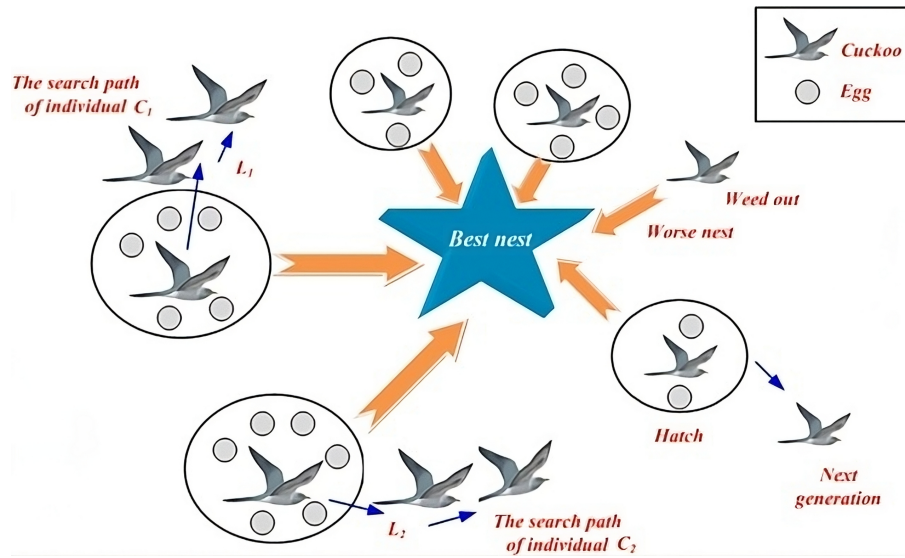 Cuckoo
Egg
The search path
of individual C₁
L₁
Weed out
Worse nest
Best nest
Hatch
Next
generation
L₂
The search path
of individual C₂